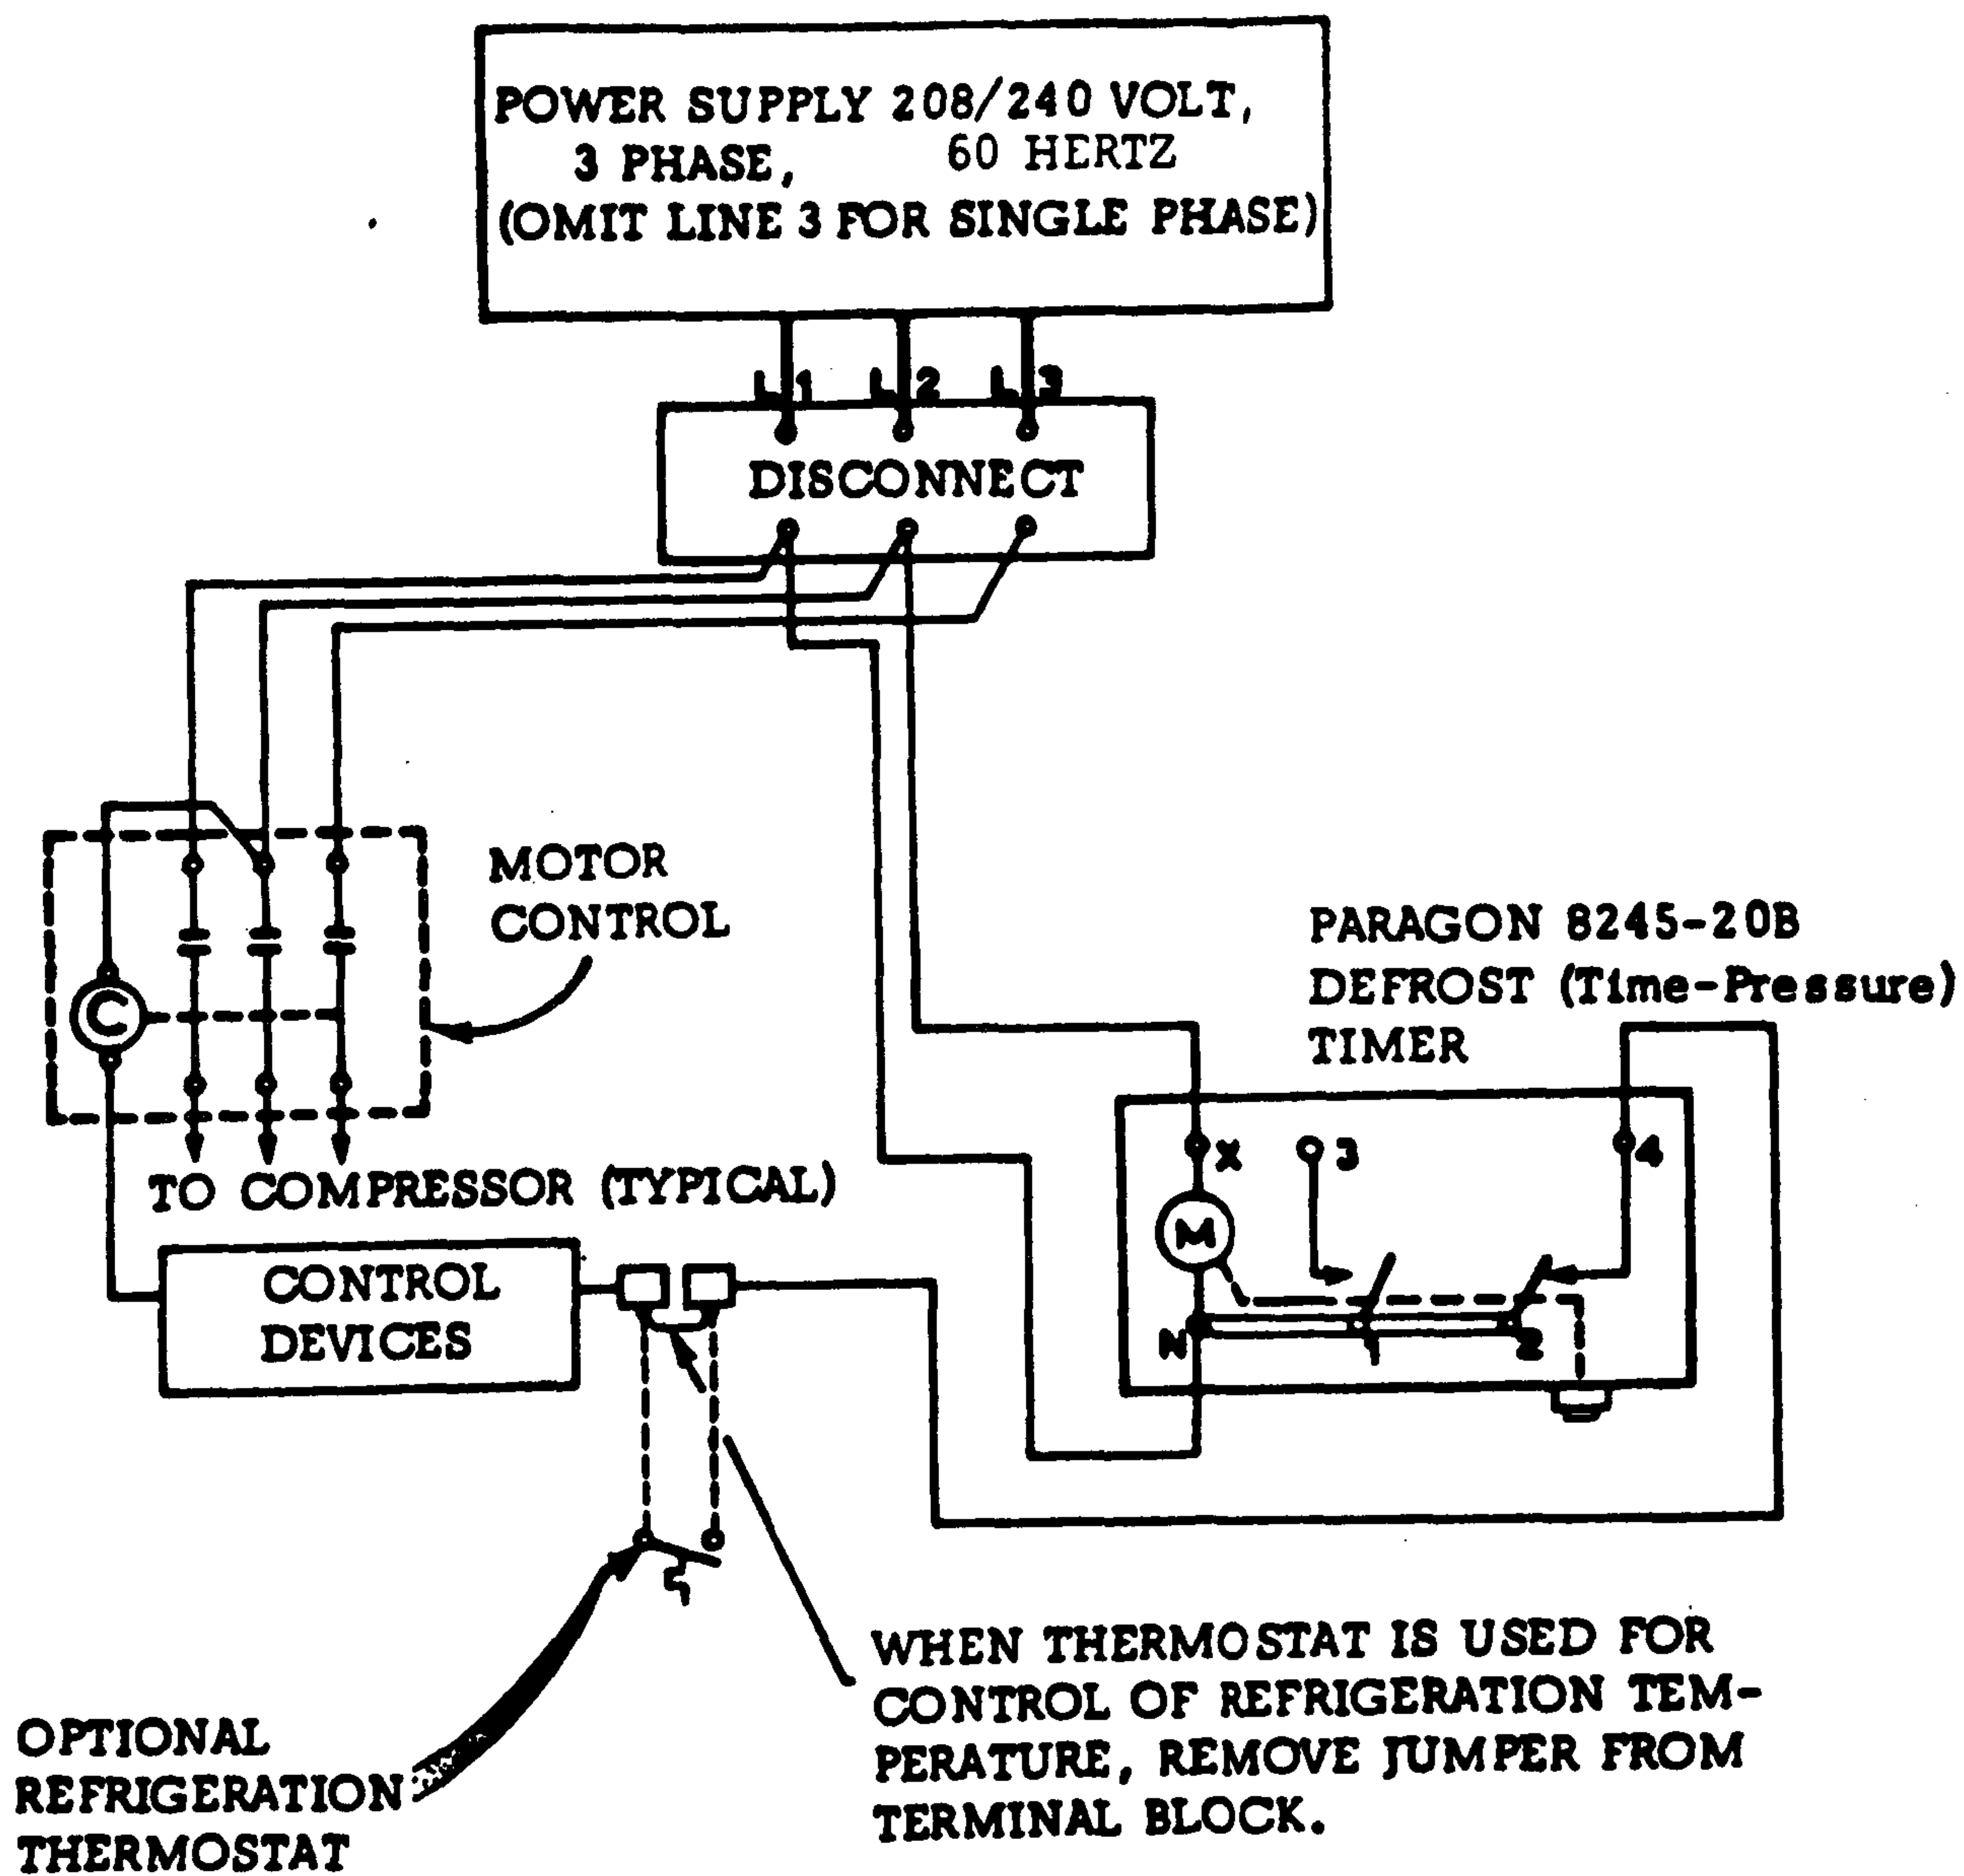 POWER SUPPLY 208/240 VOLT,
3 PHASE, 60 HERTZ
(OMIT LINE 3 FOR SINGLE PHASE)
L1 L2 L3
DISCONNECT
MOTOR
CONTROL
C
TO COMPRESSOR (TYPICAL)
PARAGON 8245-20B
DEFROST (Time-Pressure)
TIMER
X 3 4
M
N 1 2
CONTROL
DEVICES
WHEN THERMOSTAT IS USED FOR
CONTROL OF REFRIGERATION TEM-
PERATURE, REMOVE JUMPER FROM
TERMINAL BLOCK.
OPTIONAL
REFRIGERATION
THERMOSTAT